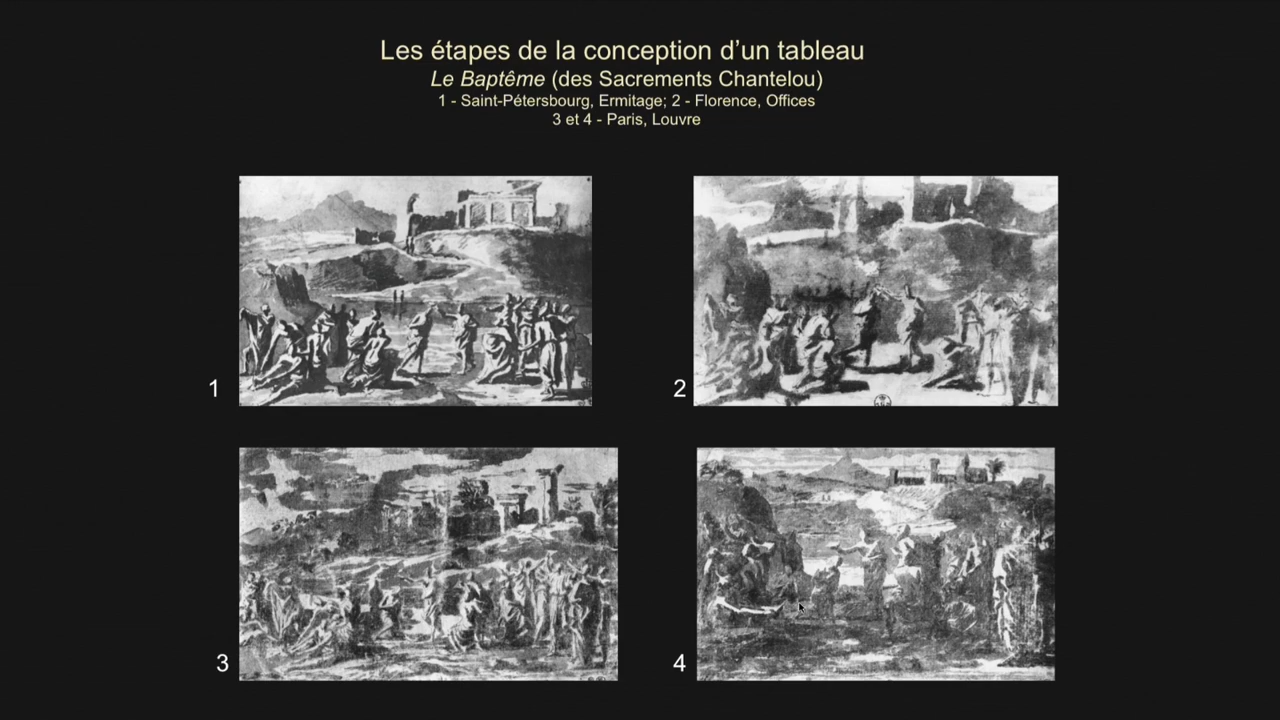 Les étapes de la conception d’un tableau
Le Baptême (des Sacrements Chantelou)
1 - Saint-Pétersbourg, Ermitage; 2 - Florence, Offices
3 et 4 - Paris, Louvre
1
2
3
4